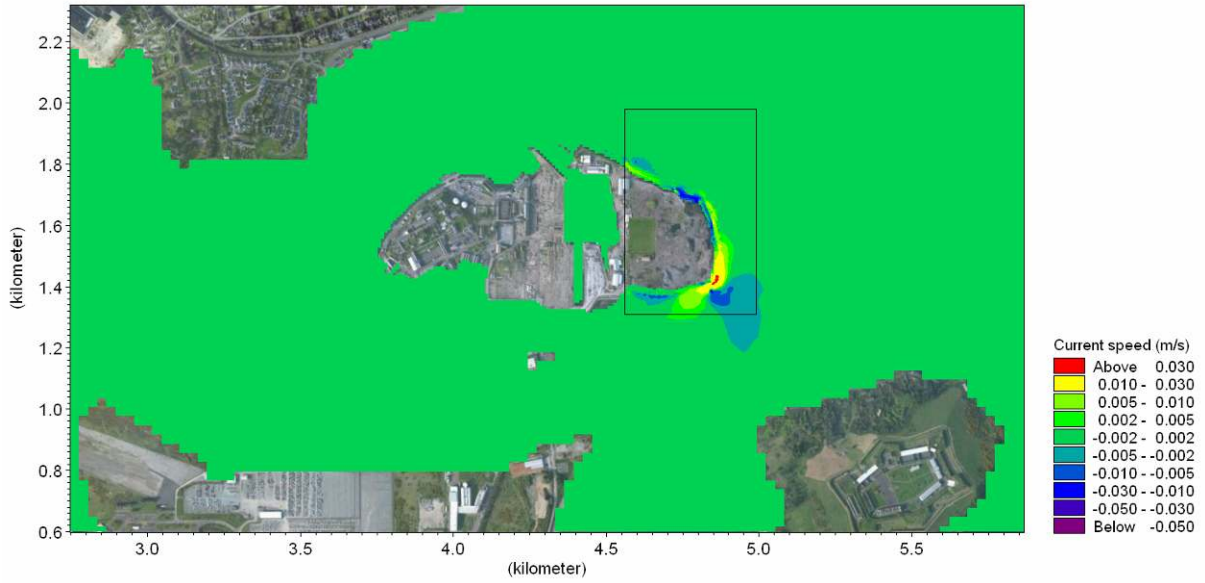 2.2
2.0
1.8
1.6
1.4
1.2
1.0
0.8
0.6
(kilometer)
3.0 3.5 4.0 4.5 5.0 5.5
(kilometer)
Current speed (m/s)
Above 0.030
0.010 - 0.030
0.005 - 0.010
0.002 - 0.005
-0.002 - 0.002
-0.005 - -0.002
-0.010 - -0.005
-0.030 - -0.010
-0.050 - -0.030
Below -0.050